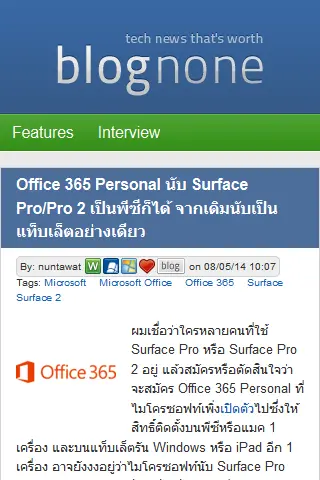 tech news that's worth
blognone
Features Interview
Office 365 Personal นับ Surface
Pro/Pro 2 เป็นพีซีก็ได้ จากเดิมนับเป็น
แท็บเล็ตอย่างเดียว
By: nuntawat W blog on 08/05/14 10:07
Tags: Microsoft Microsoft Office Office 365 Surface
Surface 2
Office 365
ผมเชื่อว่าใครหลายคนที่ใช้
Surface Pro หรือ Surface Pro
2 อยู่ แล้วสมัครหรือตัดสินใจว่า
จะสมัคร Office 365 Personal ที่
ไมโครซอฟท์เพิ่งเปิดตัวไปซึ่งให้
สิทธิ์ติดตั้งบนพีซีหรือแมค 1
เครื่อง และบนแท็บเล็ตรัน Windows หรือ iPad อีก 1
เครื่อง อาจยังงงอยู่ว่าไมโครซอฟท์นับ Surface Pro